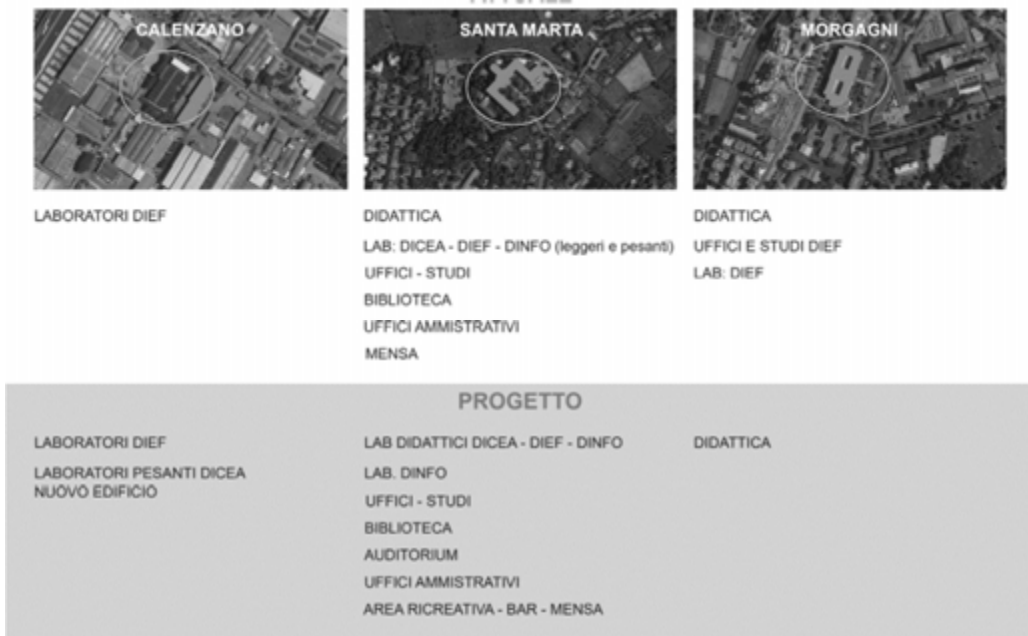 CALENZANO
SANTA MARTA
MORGAGNI
LABORATORI DIEF
DIDATTICA
LAB: DICEA - DIEF - DINFO (leggeri e pesanti)
UFFICI - STUDI
BIBLIOTECA
UFFICI AMMISTRATIVI
MENSA
DIDATTICA
UFFICI E STUDI DIEF
LAB: DIEF
PROGETTO
LABORATORI DIEF
LABORATORI PESANTI DICEA
NUOVO EDIFICIO
LAB DIDATTICI DICEA - DIEF - DINFO
LAB. DINFO
UFFICI - STUDI
BIBLIOTECA
AUDITORIUM
UFFICI AMMISTRATIVI
AREA RICREATIVA - BAR - MENSA
DIDATTICA